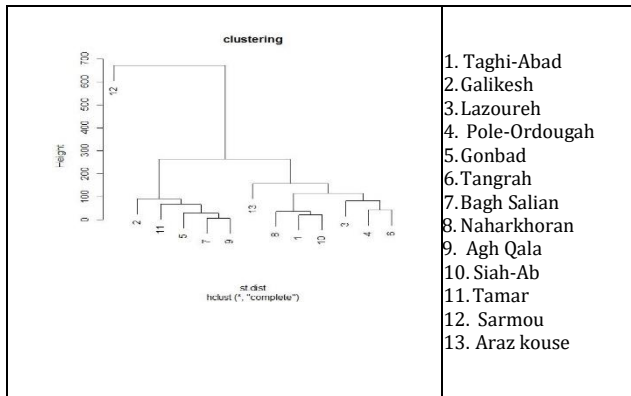 clustering
Height
0 100 200 300 400 500 600 700
12
2
11
5
7
9
13
8
1
10
3
4
6
st.dist
hclust (*, "complete")
1. Taghi-Abad
2.Galikesh
3.Lazoureh
4. Pole-Ordougah
5.Gonbad
6.Tangrah
7.Bagh Salian
8.Naharkhoran
9. Agh Qala
10.Siah-Ab
11.Tamar
12. Sarmou
13. Araz kouse